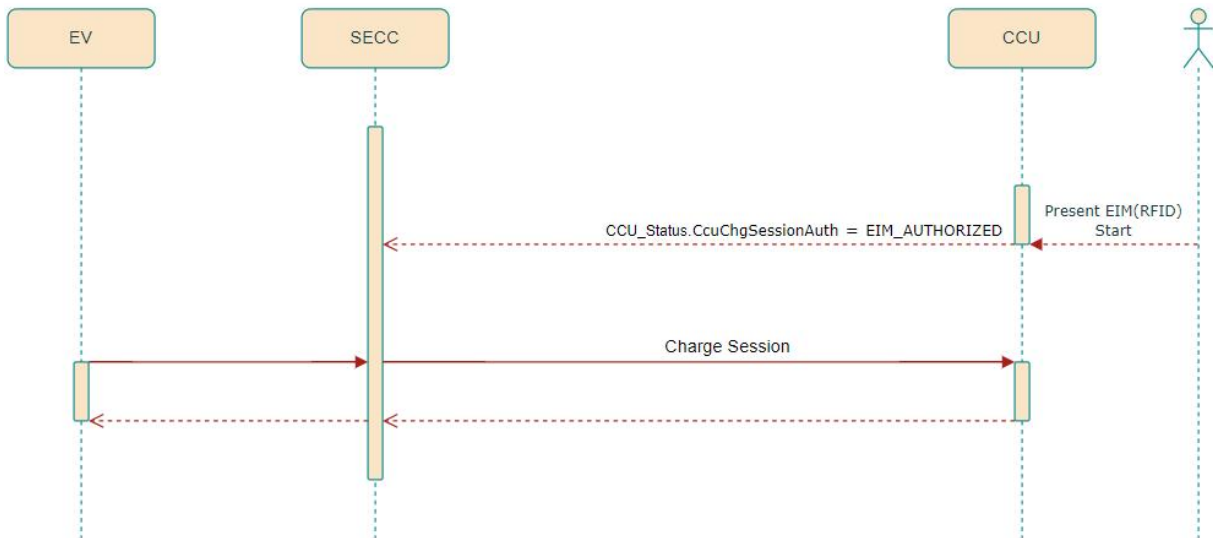 EV
SECC
CCU
Present EIM(RFID)
Start
CCU_Status.CcuChgSessionAuth = EIM_AUTHORIZED
Charge Session